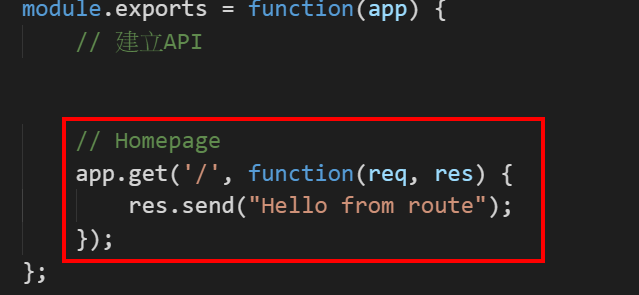 module.exports = function(app) {
// 建立API
// Homepage
app.get('/', function(req, res) {
res.send("Hello from route");
});
};